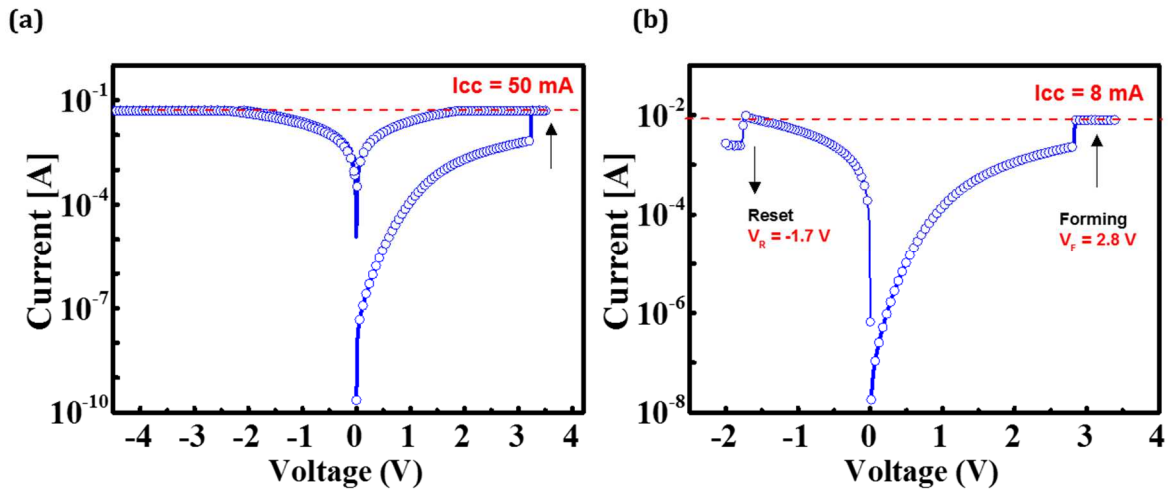 (a)
Icc = 50 mA
10-1
10-4
10-7
10-10
Current [A]
-4 -3 -2 -1 0 1 2 3 4
Voltage (V)
(b)
Icc = 8 mA
10-2
10-4
10-6
10-8
Current [A]
Reset
VR = -1.7 V
Forming
VF = 2.8 V
-2 -1 0 1 2 3 4
Voltage (V)